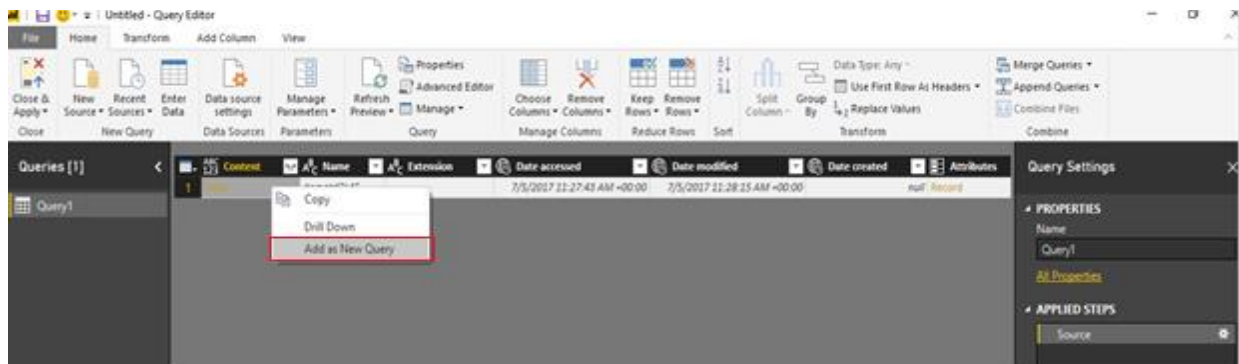 Untitled - Query Editor
File Home Transform Add Column View
Close & Apply
New Source
Recent Sources
Enter Data
Data source settings
Manage Parameters
Refresh Preview
Properties
Advanced Editor
Manage
Choose Columns
Remove Columns
Keep Rows
Remove Rows
Split Column
Group By
Data Type: Any
Use First Row As Headers
Replace Values
Merge Queries
Append Queries
Combine Files
Close New Query Data Sources Parameters Query Manage Columns Reduce Rows Sort Transform Combine
Queries [1]
Query1
Content Name Extension Date accessed Date modified Date created Attributes
1 7/5/2017 11:27:43 AM +00:00 7/5/2017 11:28:15 AM +00:00 null Record
Copy
Drill Down
Add as New Query
Query Settings
PROPERTIES
Name
Query1
All Properties
APPLIED STEPS
Source